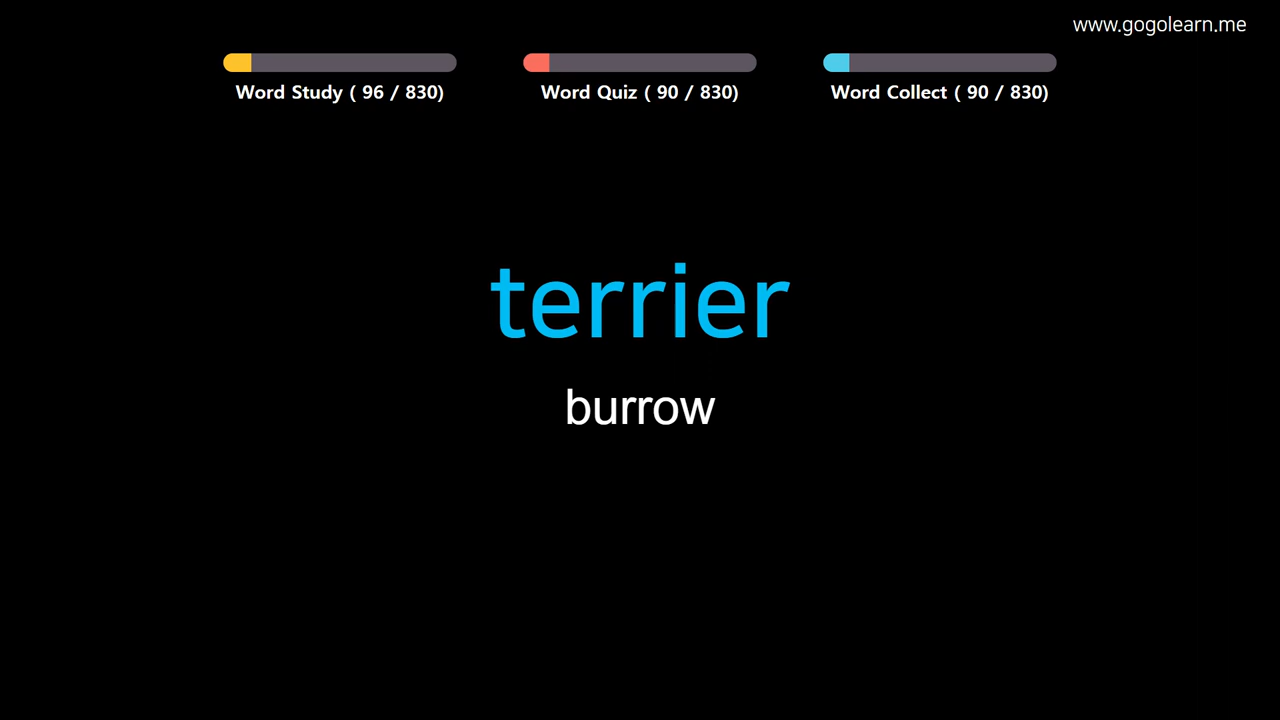 www.gogolearn.me
Word Study ( 96 / 830)
Word Quiz ( 90 / 830)
Word Collect ( 90 / 830)
terrier
burrow